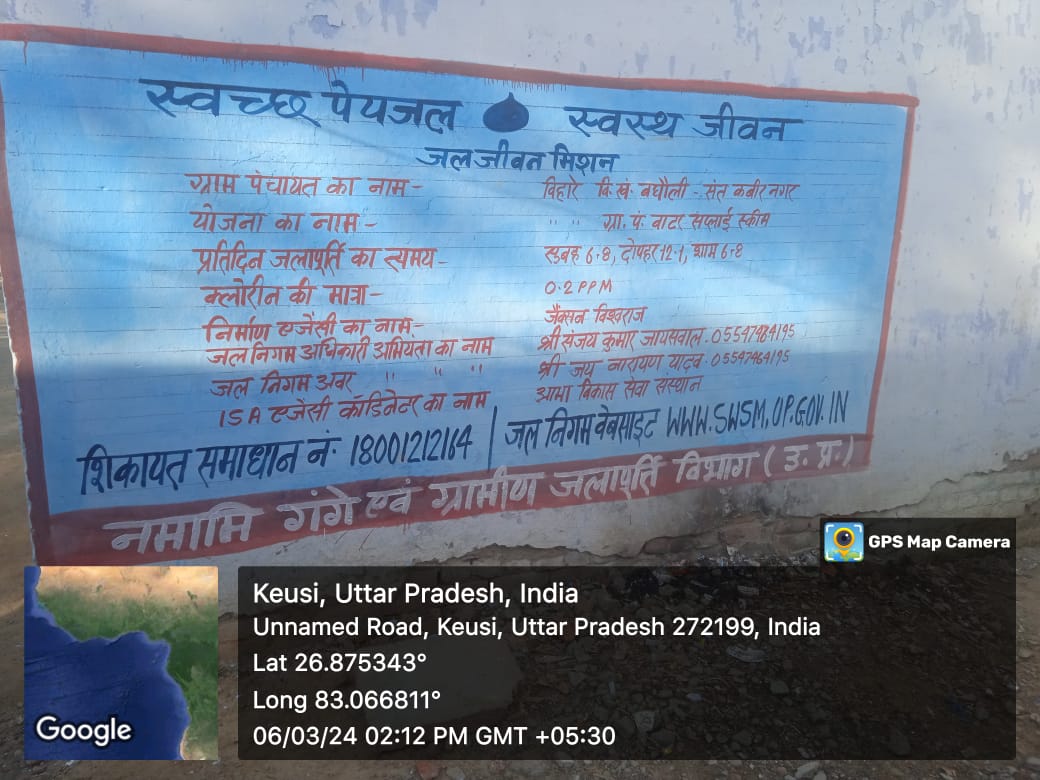 स्वच्छ पेयजल स्वस्थ जीवन
जल जीवन मिशन
ग्राम पंचायत का नाम- विहारे वि.खं. बघौली - संत कबीर नगर
योजना का नाम- " " ग्रा. पं. वाटर सप्लाई स्कीम
प्रतिदिन जलापूर्ति का समय- सुबह 6-8, दोपहर 12-1, शाम 6-8
क्लोरीन की मात्रा- 0.2 PPM
निर्माण एजेंसी का नाम- जैक्सन विश्वराज
जल निगम अधिकारी अभियंता का नाम श्री संजय कुमार जायसवाल. 05547984195
जल निगम अवर " " " श्री जय नारायण यादव. 05547984195
ISA एजेंसी कॉर्डिनेटर का नाम आभा विकास सेवा संस्थान
शिकायत समाधान नं. 18001212164 | जल निगम वेबसाइट WWW.SWSM,OP.GOV.IN
नमामि गंगे एवं ग्रामीण जलापूर्ति विभाग (उ. प्र.)
GPS Map Camera
Keusi, Uttar Pradesh, India
Unnamed Road, Keusi, Uttar Pradesh 272199, India
Lat 26.875343°
Long 83.066811°
06/03/24 02:12 PM GMT +05:30
Google